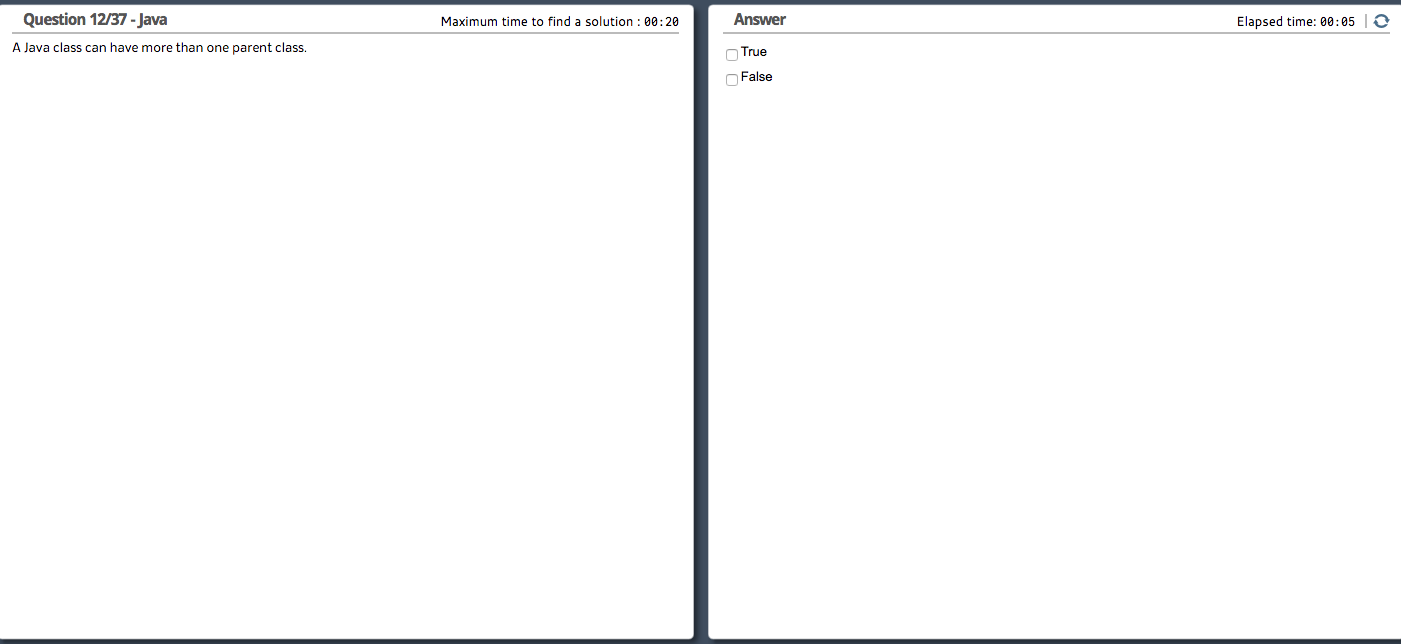 Question 12/37 - Java
Maximum time to find a solution : 00:20
A Java class can have more than one parent class.
Answer
Elapsed time: 00:05
True
False